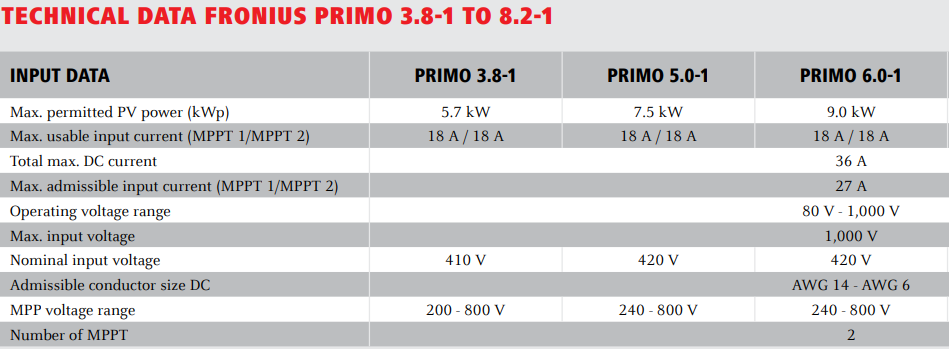 TECHNICAL DATA FRONIUS PRIMO 3.8-1 TO 8.2-1
INPUT DATA PRIMO 3.8-1 PRIMO 5.0-1 PRIMO 6.0-1
Max. permitted PV power (kWp) 5.7 kW 7.5 kW 9.0 kW
Max. usable input current (MPPT 1/MPPT 2) 18 A / 18 A 18 A / 18 A 18 A / 18 A
Total max. DC current 36 A
Max. admissible input current (MPPT 1/MPPT 2) 27 A
Operating voltage range 80 V - 1,000 V
Max. input voltage 1,000 V
Nominal input voltage 410 V 420 V 420 V
Admissible conductor size DC AWG 14 - AWG 6
MPP voltage range 200 - 800 V 240 - 800 V 240 - 800 V
Number of MPPT 2